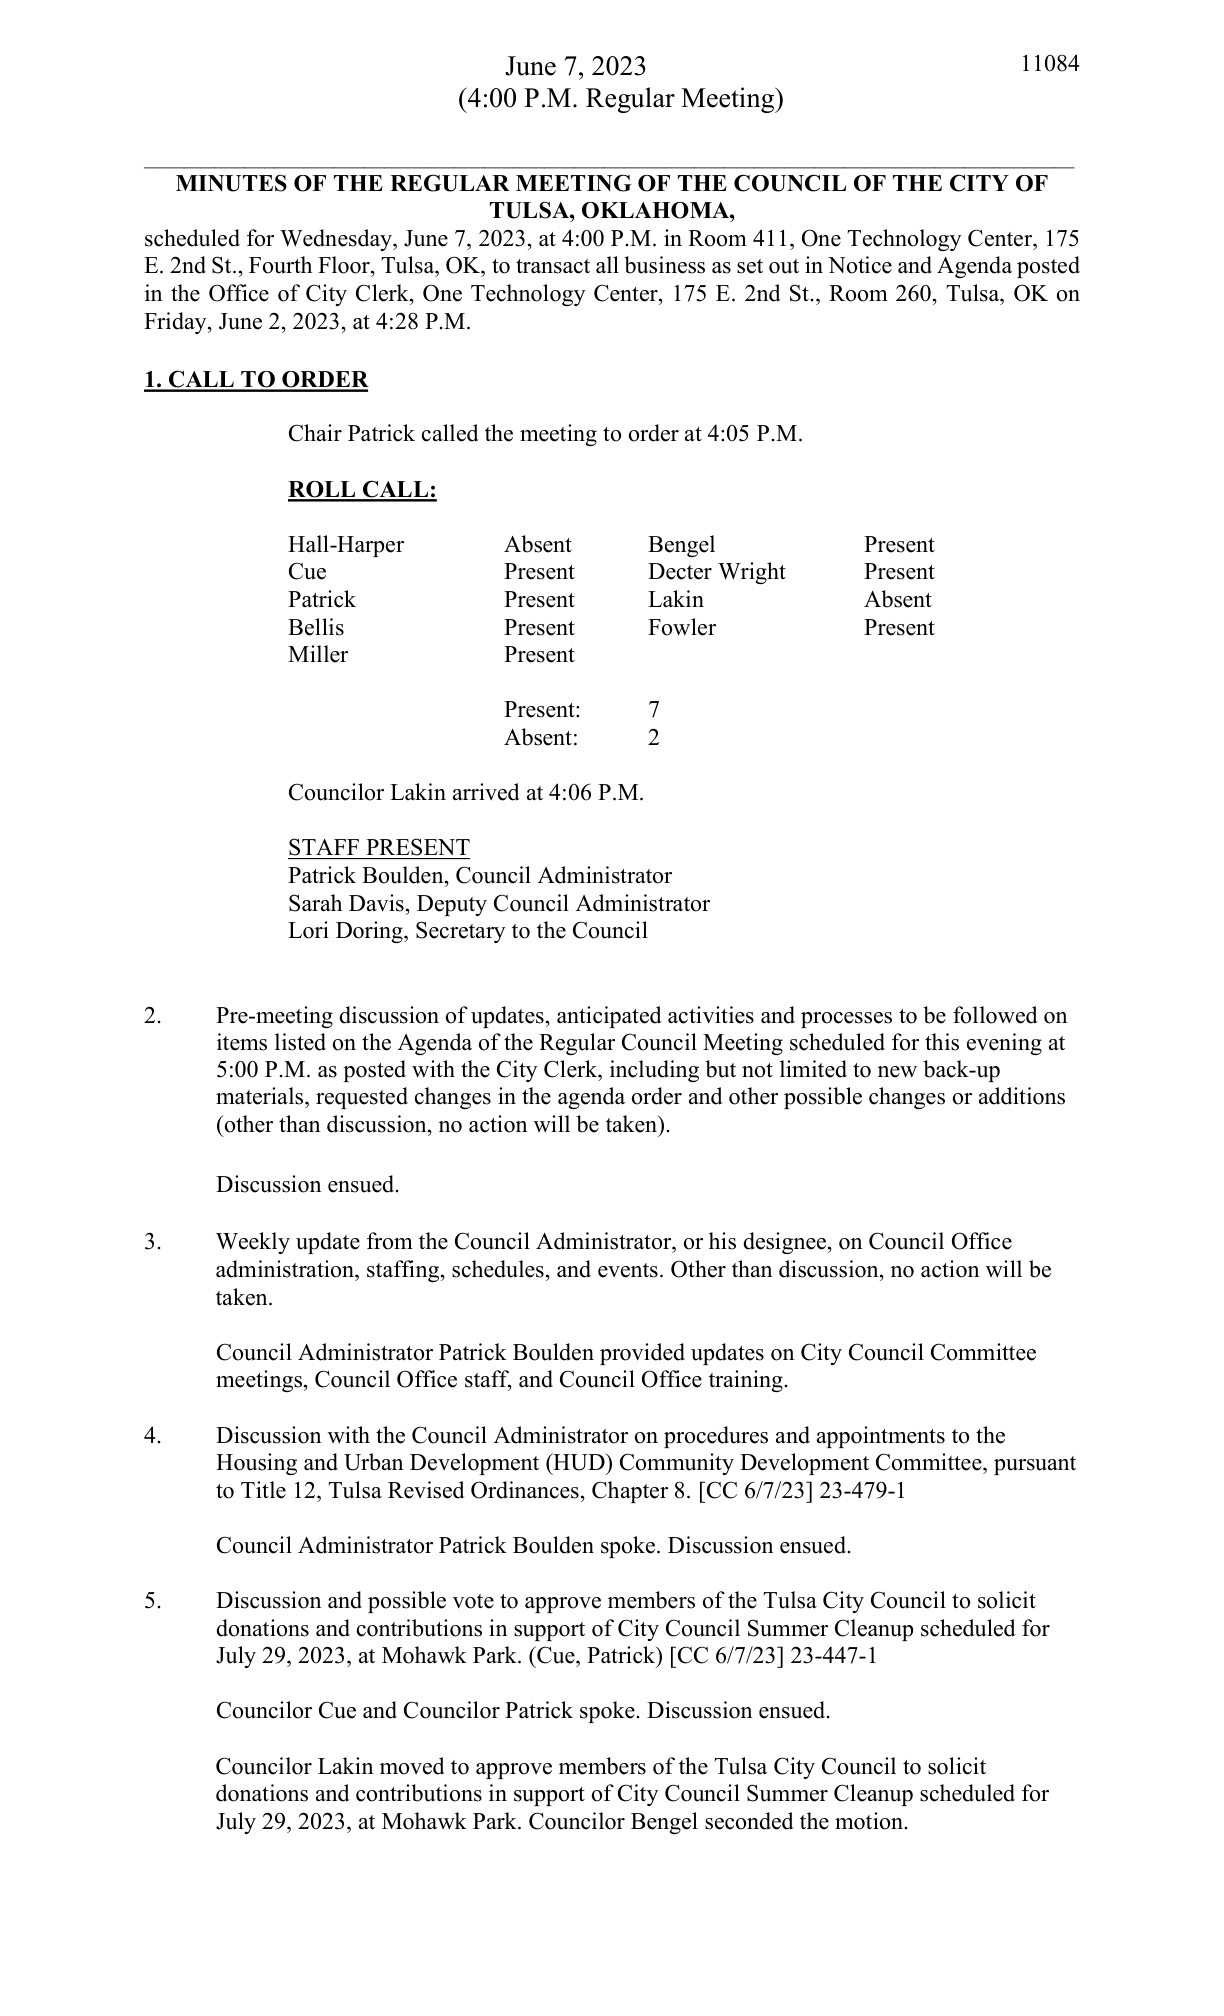 June 7, 2023 11084
(4:00 P.M. Regular Meeting)
MINUTES OF THE REGULAR MEETING OF THE COUNCIL OF THE CITY OF
TULSA, OKLAHOMA,
scheduled for Wednesday, June 7, 2023, at 4:00 P.M. in Room 411, One Technology Center, 175
E. 2nd St., Fourth Floor, Tulsa, OK, to transact all business as set out in Notice and Agenda posted
in the Office of City Clerk, One Technology Center, 175 E. 2nd St., Room 260, Tulsa, OK on
Friday, June 2, 2023, at 4:28 P.M.
1. CALL TO ORDER
Chair Patrick called the meeting to order at 4:05 P.M.
ROLL CALL:
Hall-Harper Absent Bengel Present
Cue Present Decter Wright Present
Patrick Present Lakin Absent
Bellis Present Fowler Present
Miller Present
Present: 7
Absent: 2
Councilor Lakin arrived at 4:06 P.M.
STAFF PRESENT
Patrick Boulden, Council Administrator
Sarah Davis, Deputy Council Administrator
Lori Doring, Secretary to the Council
2. Pre-meeting discussion of updates, anticipated activities and processes to be followed on
items listed on the Agenda of the Regular Council Meeting scheduled for this evening at
5:00 P.M. as posted with the City Clerk, including but not limited to new back-up
materials, requested changes in the agenda order and other possible changes or additions
(other than discussion, no action will be taken).
Discussion ensued.
3. Weekly update from the Council Administrator, or his designee, on Council Office
administration, staffing, schedules, and events. Other than discussion, no action will be
taken.
Council Administrator Patrick Boulden provided updates on City Council Committee
meetings, Council Office staff, and Council Office training.
4. Discussion with the Council Administrator on procedures and appointments to the
Housing and Urban Development (HUD) Community Development Committee, pursuant
to Title 12, Tulsa Revised Ordinances, Chapter 8. [CC 6/7/23] 23-479-1
Council Administrator Patrick Boulden spoke. Discussion ensued.
5. Discussion and possible vote to approve members of the Tulsa City Council to solicit
donations and contributions in support of City Council Summer Cleanup scheduled for
July 29, 2023, at Mohawk Park. (Cue, Patrick) [CC 6/7/23] 23-447-1
Councilor Cue and Councilor Patrick spoke. Discussion ensued.
Councilor Lakin moved to approve members of the Tulsa City Council to solicit
donations and contributions in support of City Council Summer Cleanup scheduled for
July 29, 2023, at Mohawk Park. Councilor Bengel seconded the motion.